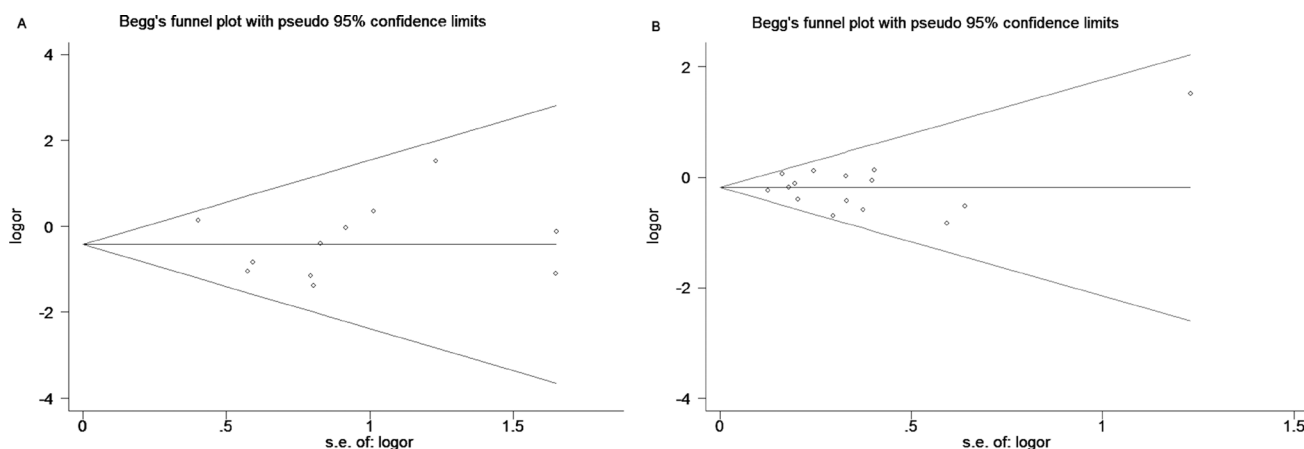 A
Begg's funnel plot with pseudo 95% confidence limits
4
2
0
-2
-4
logor
0
.5
1
1.5
s.e. of: logor
B
Begg's funnel plot with pseudo 95% confidence limits
2
0
-2
-4
logor
0
.5
1
1.5
s.e. of: logor